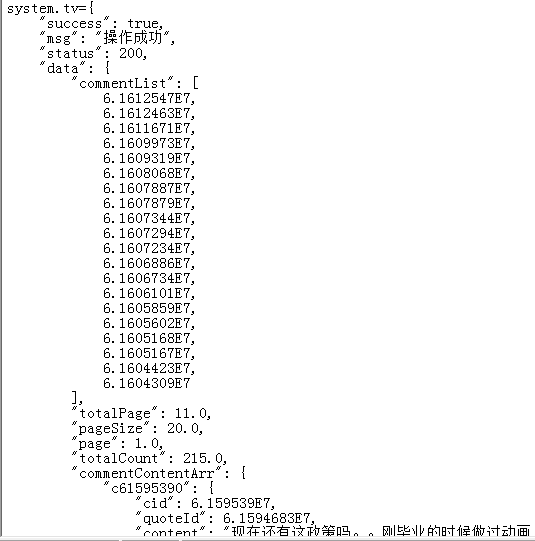 system.tv={
"success": true,
"msg": "操作成功",
"status": 200,
"data": {
"commentList": [
6.1612547E7,
6.1612463E7,
6.1611671E7,
6.1609973E7,
6.1609319E7,
6.1608068E7,
6.1607887E7,
6.1607879E7,
6.1607344E7,
6.1607294E7,
6.1607234E7,
6.1606886E7,
6.1606734E7,
6.1606101E7,
6.1605859E7,
6.1605602E7,
6.1605168E7,
6.1605167E7,
6.1604423E7,
6.1604309E7
],
"totalPage": 11.0,
"pageSize": 20.0,
"page": 1.0,
"totalCount": 215.0,
"commentContentArr": {
"c61595390": {
"cid": 6.159539E7,
"quoteId": 6.1594683E7,
"content": "现在还有这政策吗。。刚毕业的时候做过动画